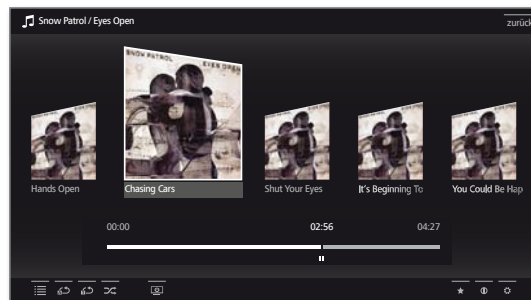 Snow Patrol / Eyes Open
zurück
SNOW PATROL EYES OPEN
Hands Open
Chasing Cars
Shut Your Eyes
It's Beginning To
You Could Be Hap
00:00
02:56
04:27